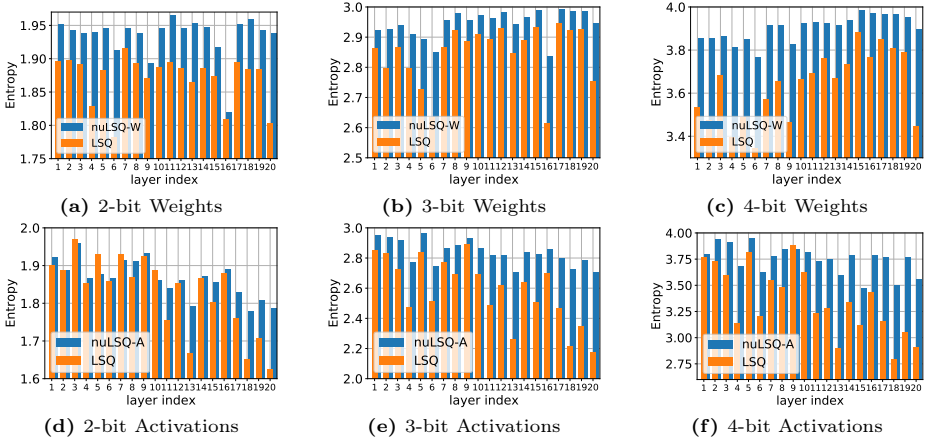 1.95
1.90
1.85
1.80
1.75
Entropy
nuLSQ-W
LSQ
1 2 3 4 5 6 7 8 9 1011121314151617181920
layer index
(a) 2-bit Weights
3.0
2.9
2.8
2.7
2.6
2.5
Entropy
nuLSQ-W
LSQ
1 2 3 4 5 6 7 8 9 1011121314151617181920
layer index
(b) 3-bit Weights
4.0
3.8
3.6
3.4
Entropy
nuLSQ-W
LSQ
1 2 3 4 5 6 7 8 9 1011121314151617181920
layer index
(c) 4-bit Weights
2.0
1.9
1.8
1.7
1.6
Entropy
nuLSQ-A
LSQ
1 2 3 4 5 6 7 8 9 1011121314151617181920
layer index
(d) 2-bit Activations
3.0
2.8
2.6
2.4
2.2
2.0
Entropy
nuLSQ-A
LSQ
1 2 3 4 5 6 7 8 9 1011121314151617181920
layer index
(e) 3-bit Activations
4.00
3.75
3.50
3.25
3.00
2.75
Entropy
nuLSQ-A
LSQ
1 2 3 4 5 6 7 8 9 1011121314151617181920
layer index
(f) 4-bit Activations